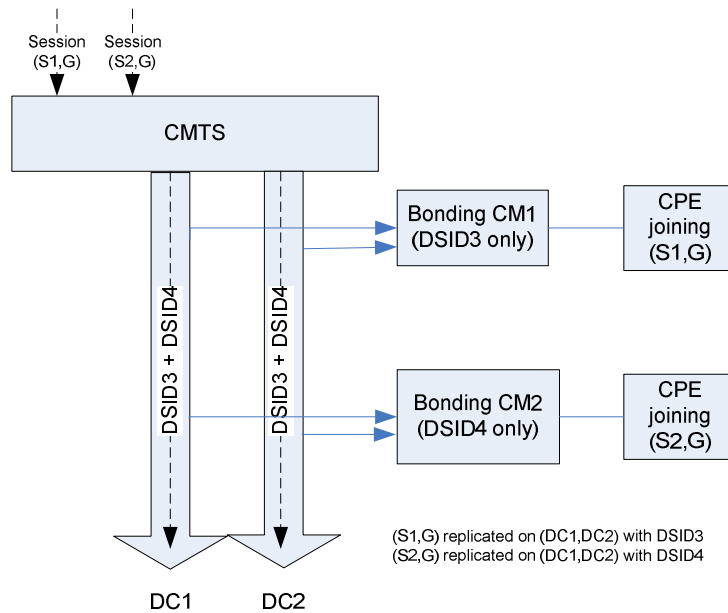 Session
(S1,G)
Session
(S2,G)
CMTS
Bonding CM1
(DSID3 only)
CPE
joining
(S1,G)
DSID3 + DSID4
DSID3 + DSID4
Bonding CM2
(DSID4 only)
CPE
joining
(S2,G)
(S1,G) replicated on (DC1,DC2) with DSID3
(S2,G) replicated on (DC1,DC2) with DSID4
DC1
DC2